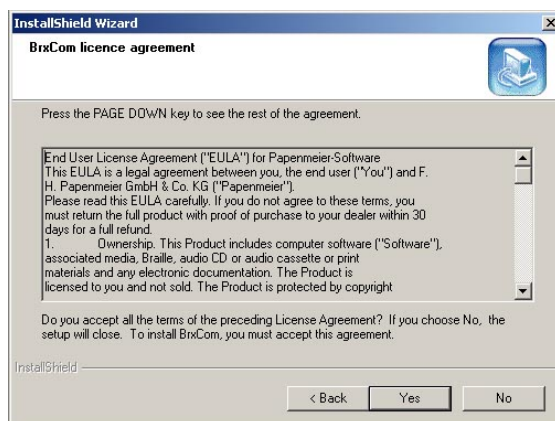 InstallShield Wizard
BrxCom licence agreement
Press the PAGE DOWN key to see the rest of the agreement.
End User License Agreement ("EULA") for Papenmeier-Software
This EULA is a legal agreement between you, the end user ("You") and F.
H. Papenmeier GmbH & Co. KG ("Papenmeier").
Please read this EULA carefully. If you do not agree to these terms, you
must return the full product with proof of purchase to your dealer within 30
days for a full refund.
1. Ownership. This Product includes computer software ("Software"),
associated media, Braille, audio CD or audio cassette or print
materials and any electronic documentation. The Product is
licensed to you and not sold. The Product is protected by copyright
Do you accept all the terms of the preceding License Agreement? If you choose No, the
setup will close. To install BrxCom, you must accept this agreement.
InstallShield
< Back Yes No